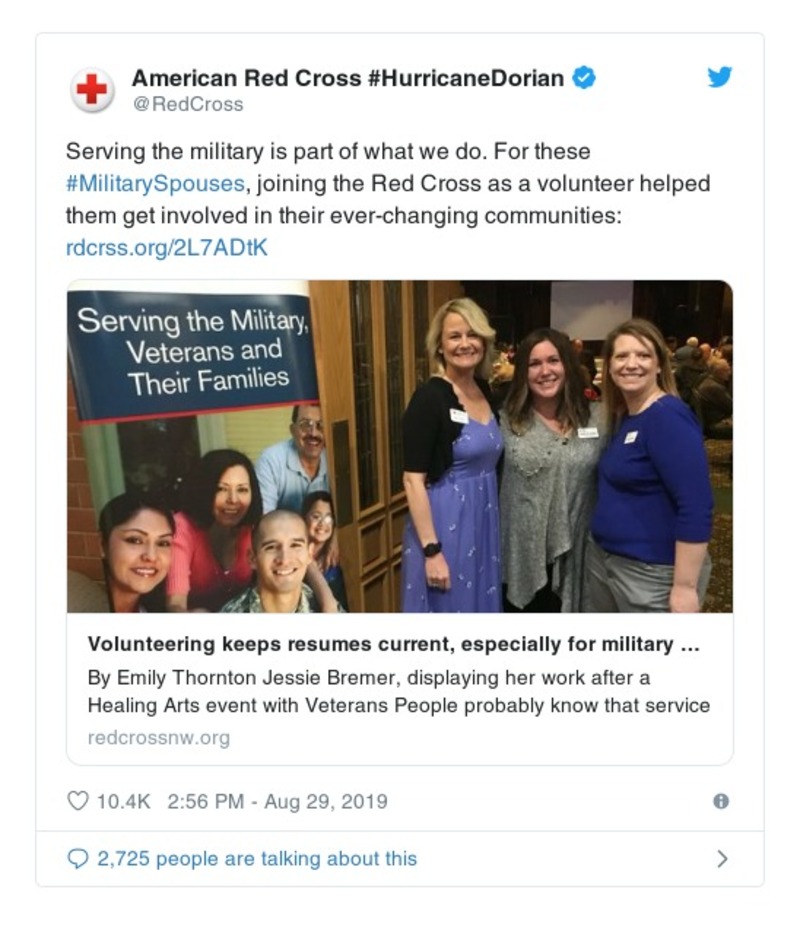 American Red Cross #HurricaneDorian
@RedCross
Serving the military is part of what we do. For these
#MilitarySpouses, joining the Red Cross as a volunteer helped
them get involved in their ever-changing communities:
rdcrss.org/2L7ADtK
Serving the Military,
Veterans and
Their Families
Volunteering keeps resumes current, especially for military ...
By Emily Thornton Jessie Bremer, displaying her work after a
Healing Arts event with Veterans People probably know that service
redcrossnw.org
10.4K 2:56 PM - Aug 29, 2019
2,725 people are talking about this